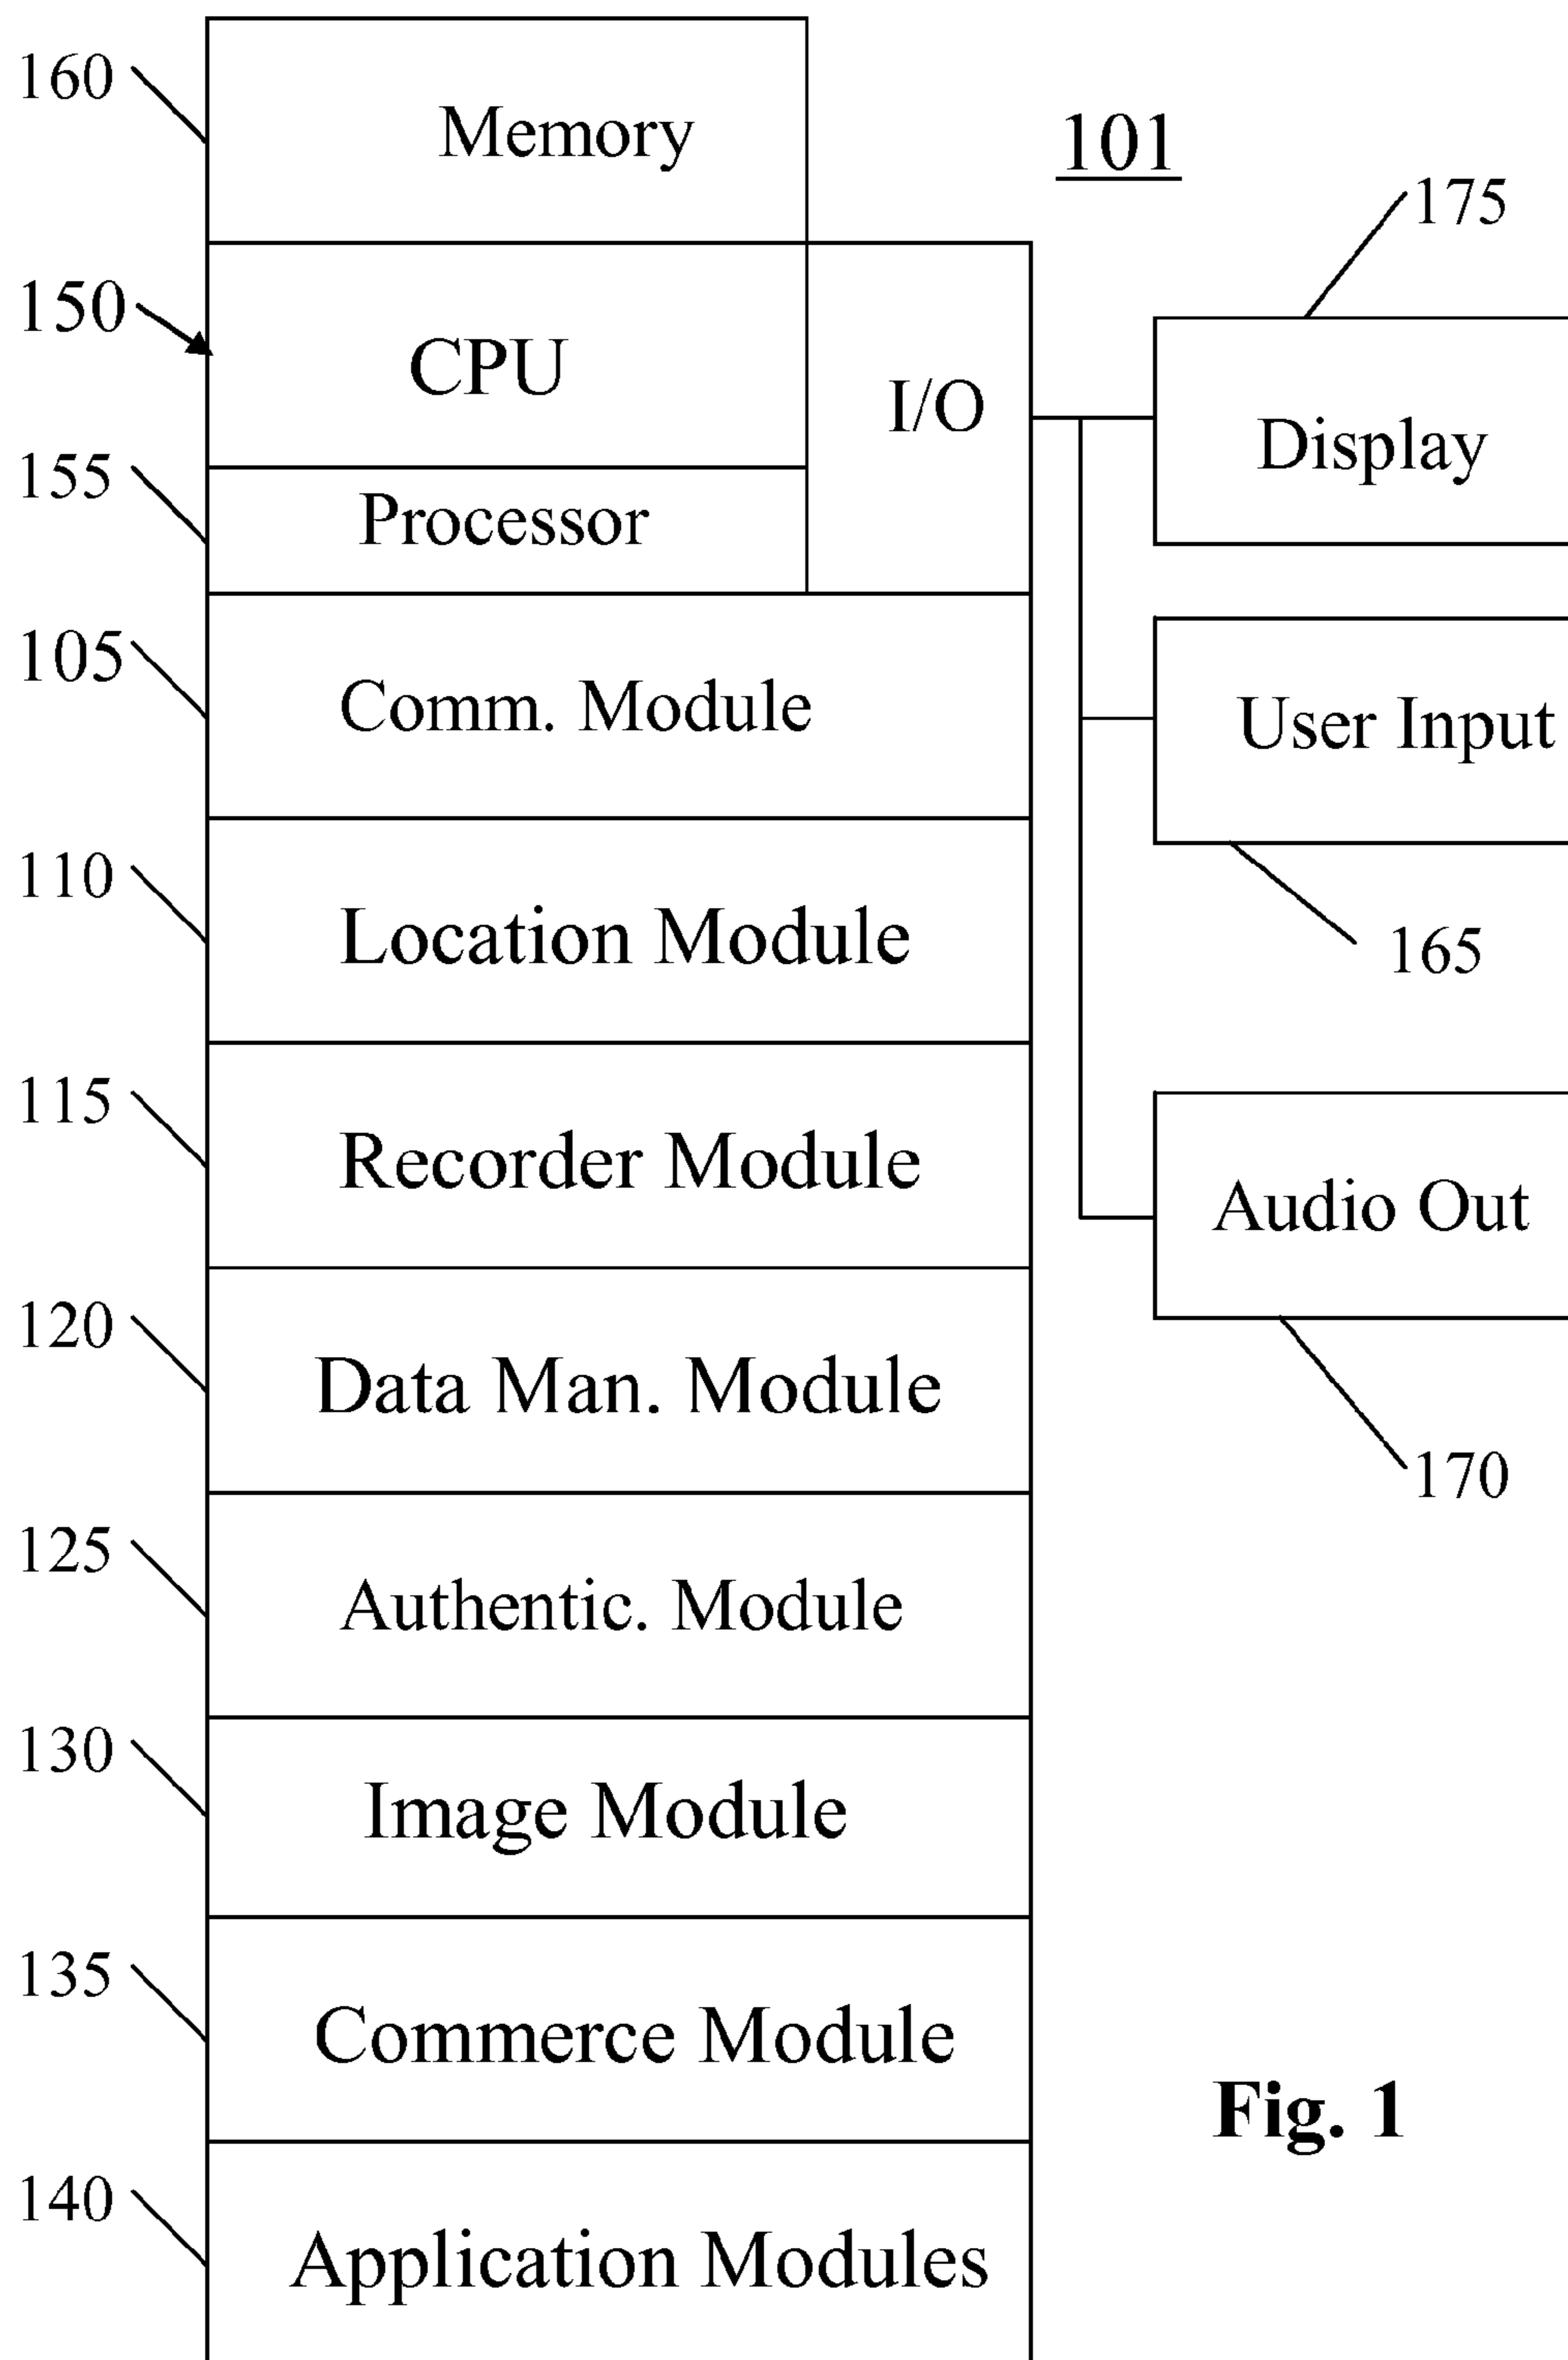 160
Memory
101
175
150
CPU
I/O
Display
155
Processor
105
Comm. Module
User Input
110
Location Module
165
115
Recorder Module
Audio Out
120
Data Man. Module
170
125
Authentic. Module
130
Image Module
135
Commerce Module
Fig. 1
140
Application Modules